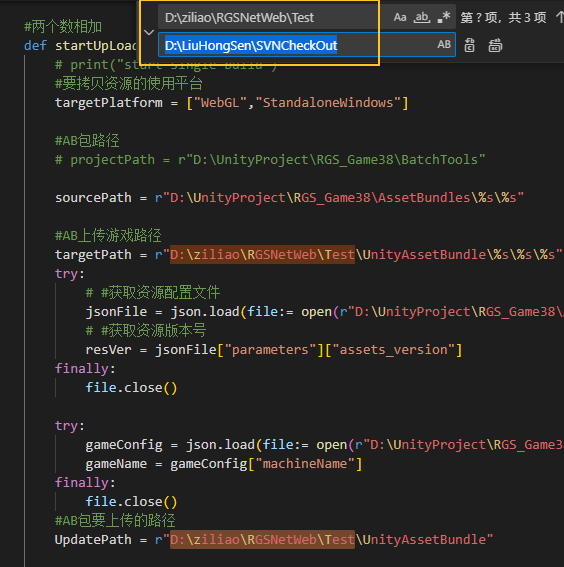 D:\ziliao\RGSNetWeb\Test Aa ab .* 第?项，共 3 项
D:\LiuHongSen\SVNCheckOut AB
#两个数相加
def startUpLoa
# print("start single build")
#要拷贝资源的使用平台
targetPlatform = ["WebGL","StandaloneWindows"]
#AB包路径
# projectPath = r"D:\UnityProject\RGS_Game38\BatchTools"
sourcePath = r"D:\UnityProject\RGS_Game38\AssetBundles\%s\%s"
#AB上传游戏路径
targetPath = r"D:\ziliao\RGSNetWeb\Test\UnityAssetBundle\%s\%s\%s"
try:
# #获取资源配置文件
jsonFile = json.load(file:= open(r"D:\UnityProject\RGS_Game38\
# #获取资源版本号
resVer = jsonFile["parameters"]["assets_version"]
finally:
file.close()
try:
gameConfig = json.load(file:= open(r"D:\UnityProject\RGS_Game3
gameName = gameConfig["machineName"]
finally:
file.close()
#AB包要上传的路径
UpdatePath = r"D:\ziliao\RGSNetWeb\Test\UnityAssetBundle"